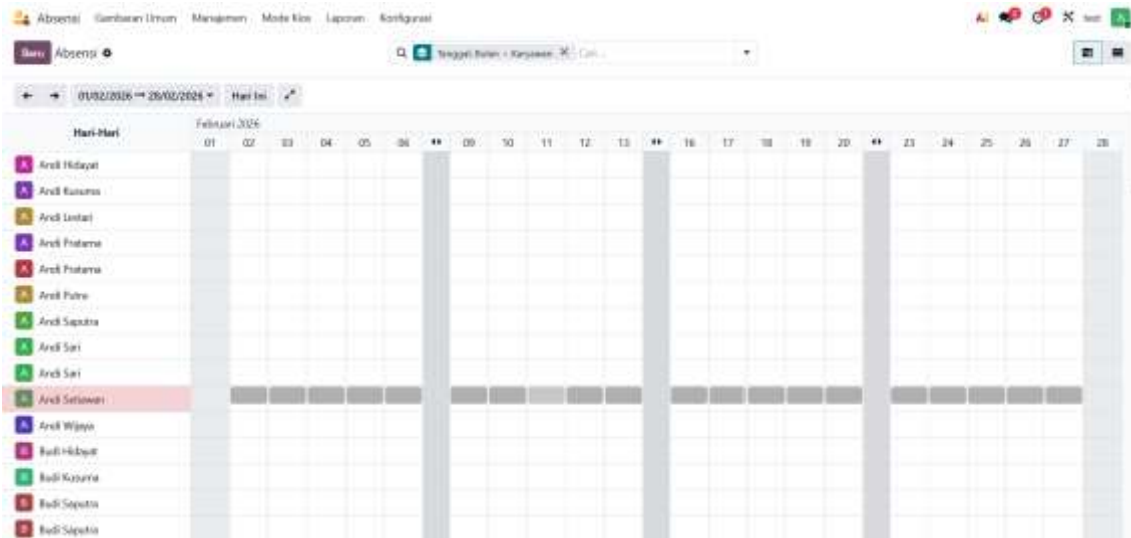 Absensi Gambaran Umum Manajemen Mode Kios Laporan Konfigurasi
test A
Baru Absensi
Tanggal: Bulan > Karyawan × Cari...
← → 01/02/2026 → 28/02/2026 Hari Ini
Februari 2026
Hari-Hari
01 02 03 04 05 06 09 10 11 12 13 16 17 18 19 20 23 24 25 26 27 28
A Andi Hidayat
A Andi Kusuma
A Andi Lestari
A Andi Pratama
A Andi Pratama
A Andi Putra
A Andi Saputra
A Andi Sari
A Andi Sari
A Andi Setiawan
A Andi Wijaya
B Budi Hidayat
B Budi Kusuma
B Budi Saputra
B Budi Saputra